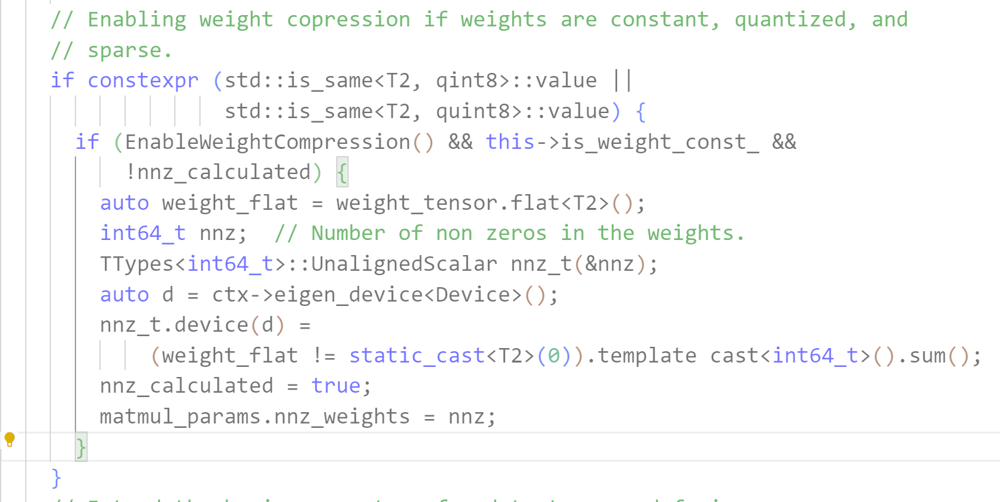 // Enabling weight copression if weights are constant, quantized, and
// sparse.
if constexpr (std::is_same<T2, qint8>::value ||
std::is_same<T2, quint8>::value) {
if (EnableWeightCompression() && this->is_weight_const_ &&
!nnz_calculated) {
auto weight_flat = weight_tensor.flat<T2>();
int64_t nnz;  // Number of non zeros in the weights.
TTypes<int64_t>::UnalignedScalar nnz_t(&nnz);
auto d = ctx->eigen_device<Device>();
nnz_t.device(d) =
(weight_flat != static_cast<T2>(0)).template cast<int64_t>().sum();
nnz_calculated = true;
matmul_params.nnz_weights = nnz;
}
}